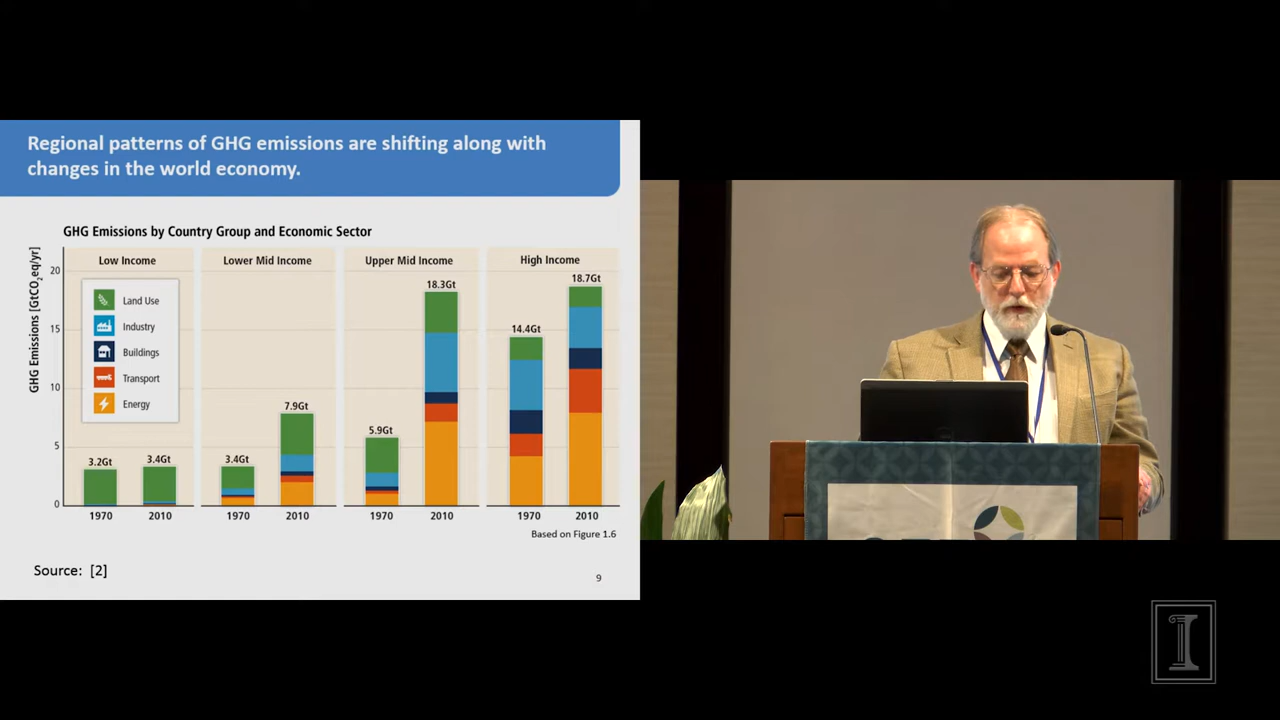 Regional patterns of GHG emissions are shifting along with
changes in the world economy.
GHG Emissions by Country Group and Economic Sector
GHG Emissions [GtCO2eq/yr]
20
15
10
5
0
Low Income
Land Use
Industry
Buildings
Transport
Energy
3.2Gt
3.4Gt
1970
2010
Lower Mid Income
3.4Gt
7.9Gt
1970
2010
Upper Mid Income
5.9Gt
18.3Gt
1970
2010
High Income
14.4Gt
18.7Gt
1970
2010
Based on Figure 1.6
Source: [2]
9
I